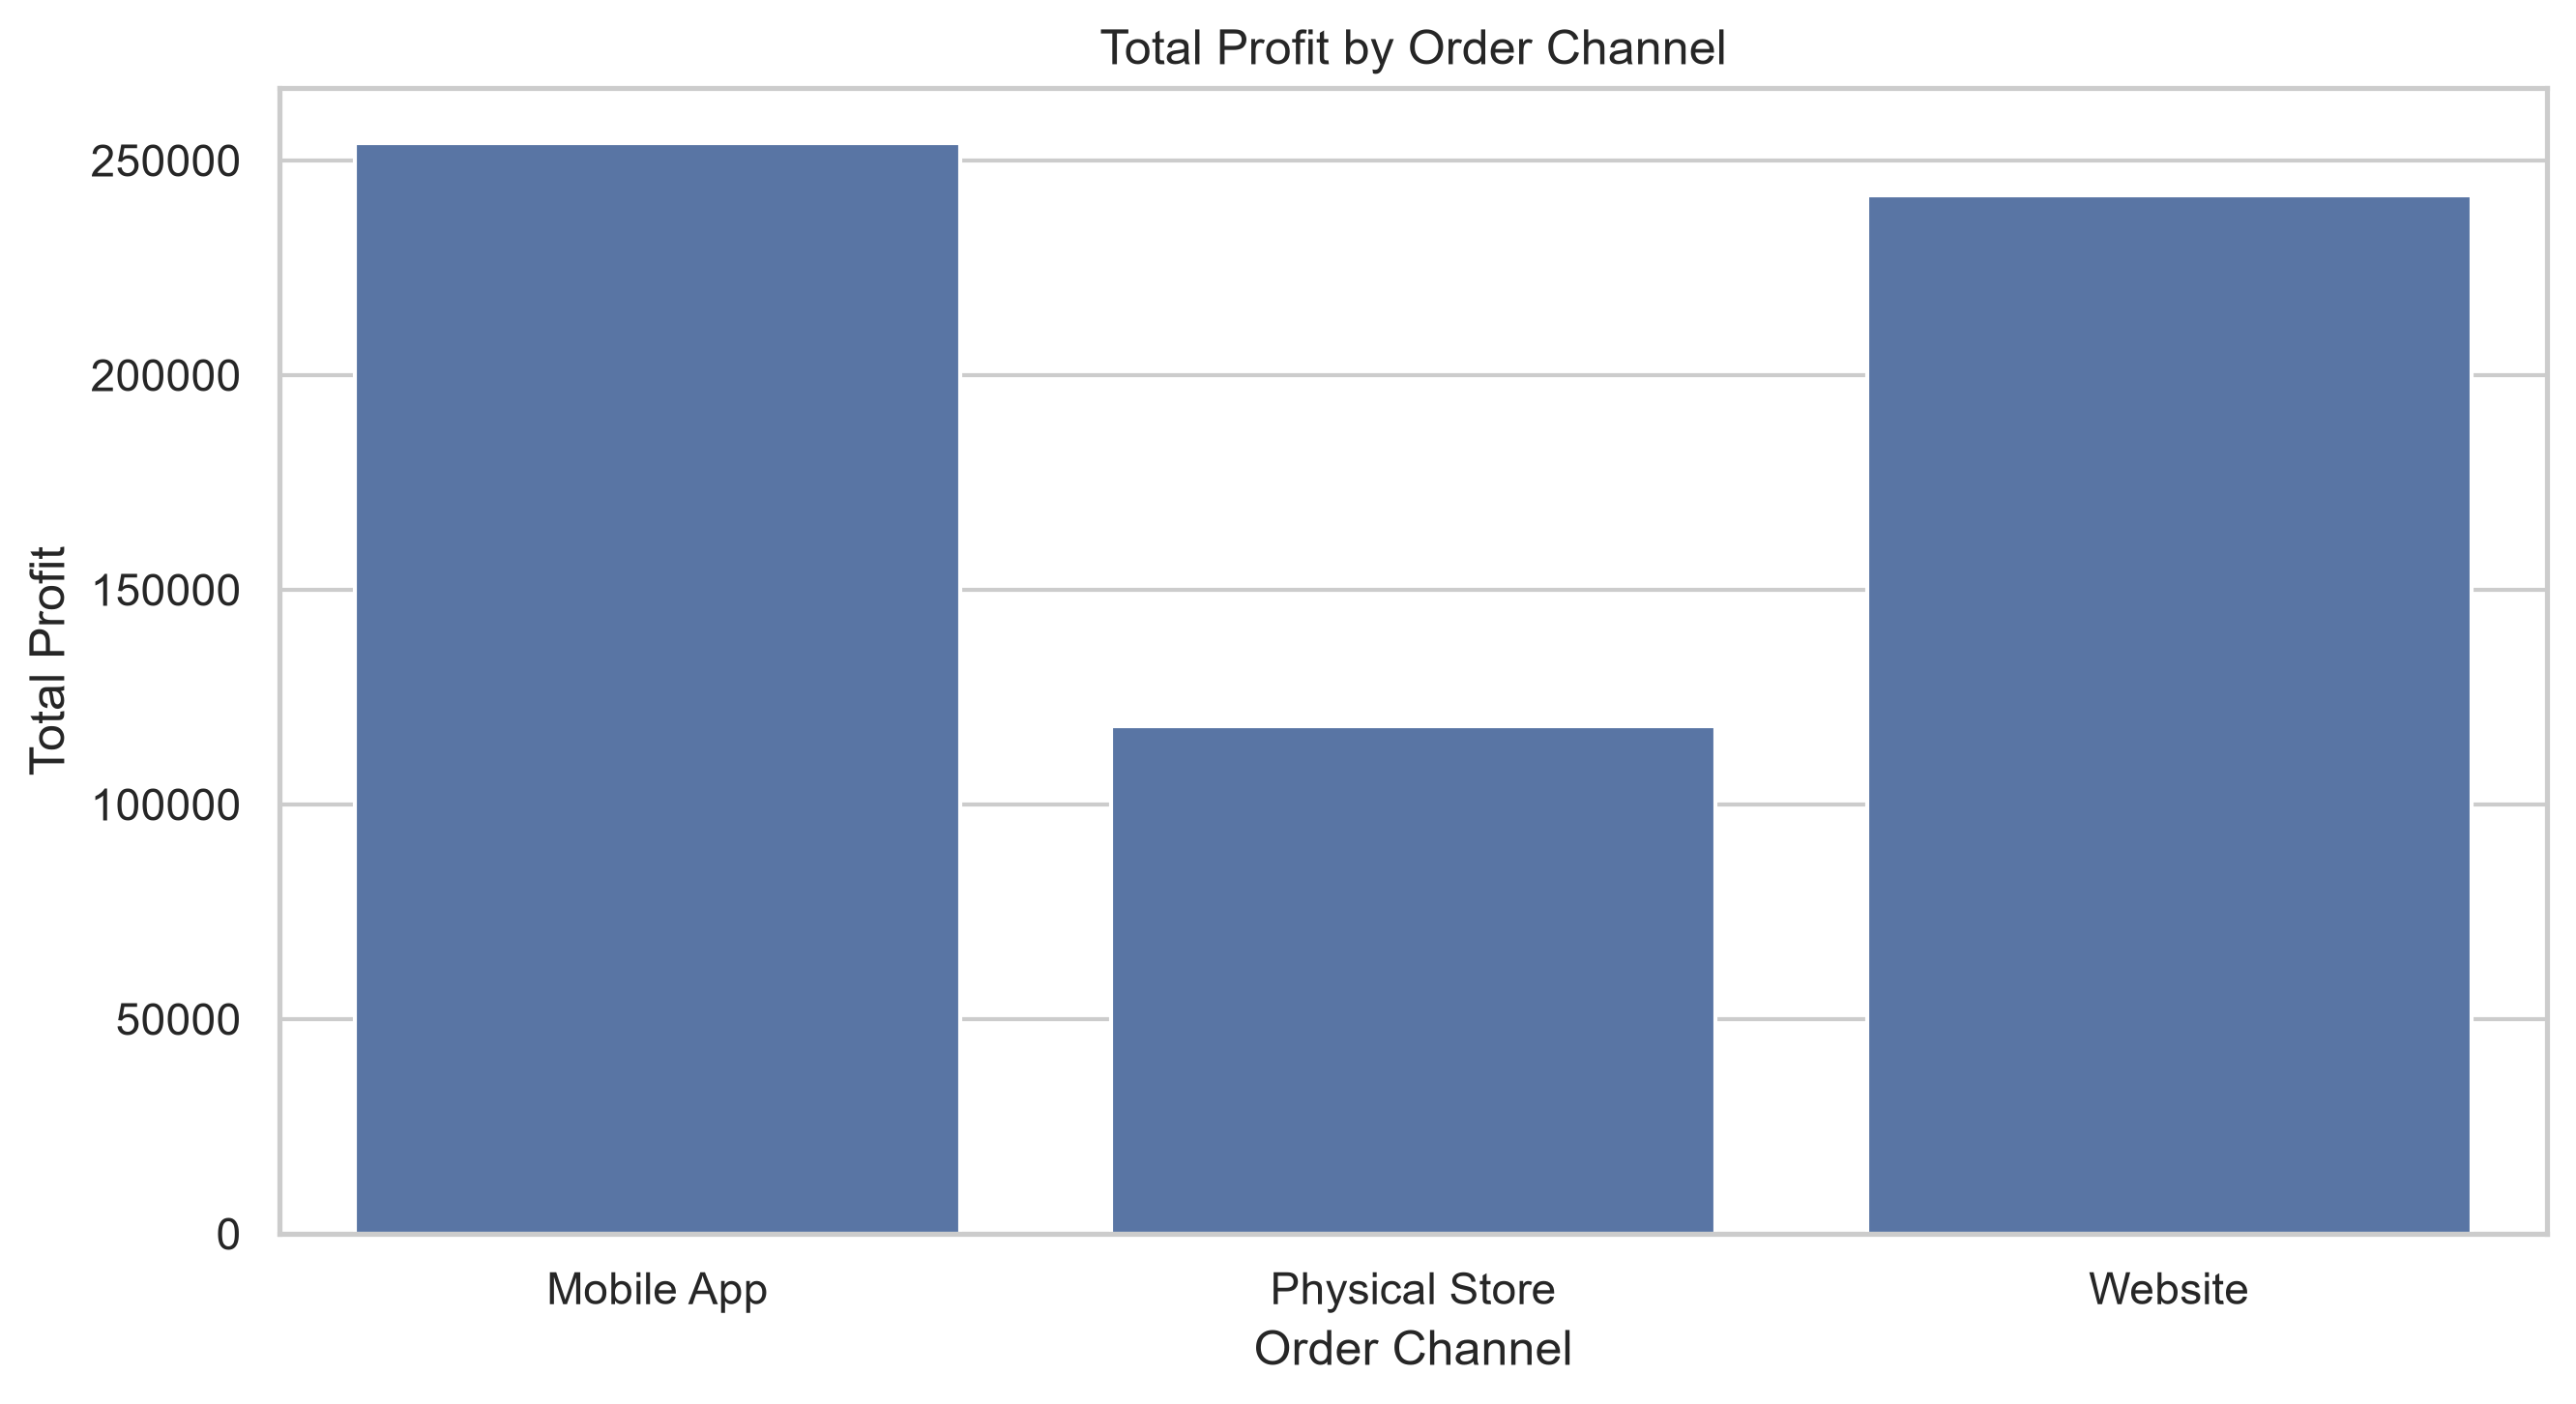 Total Profit by Order Channel
Total Profit
250000
200000
150000
100000
50000
0
Mobile App
Physical Store
Website
Order Channel